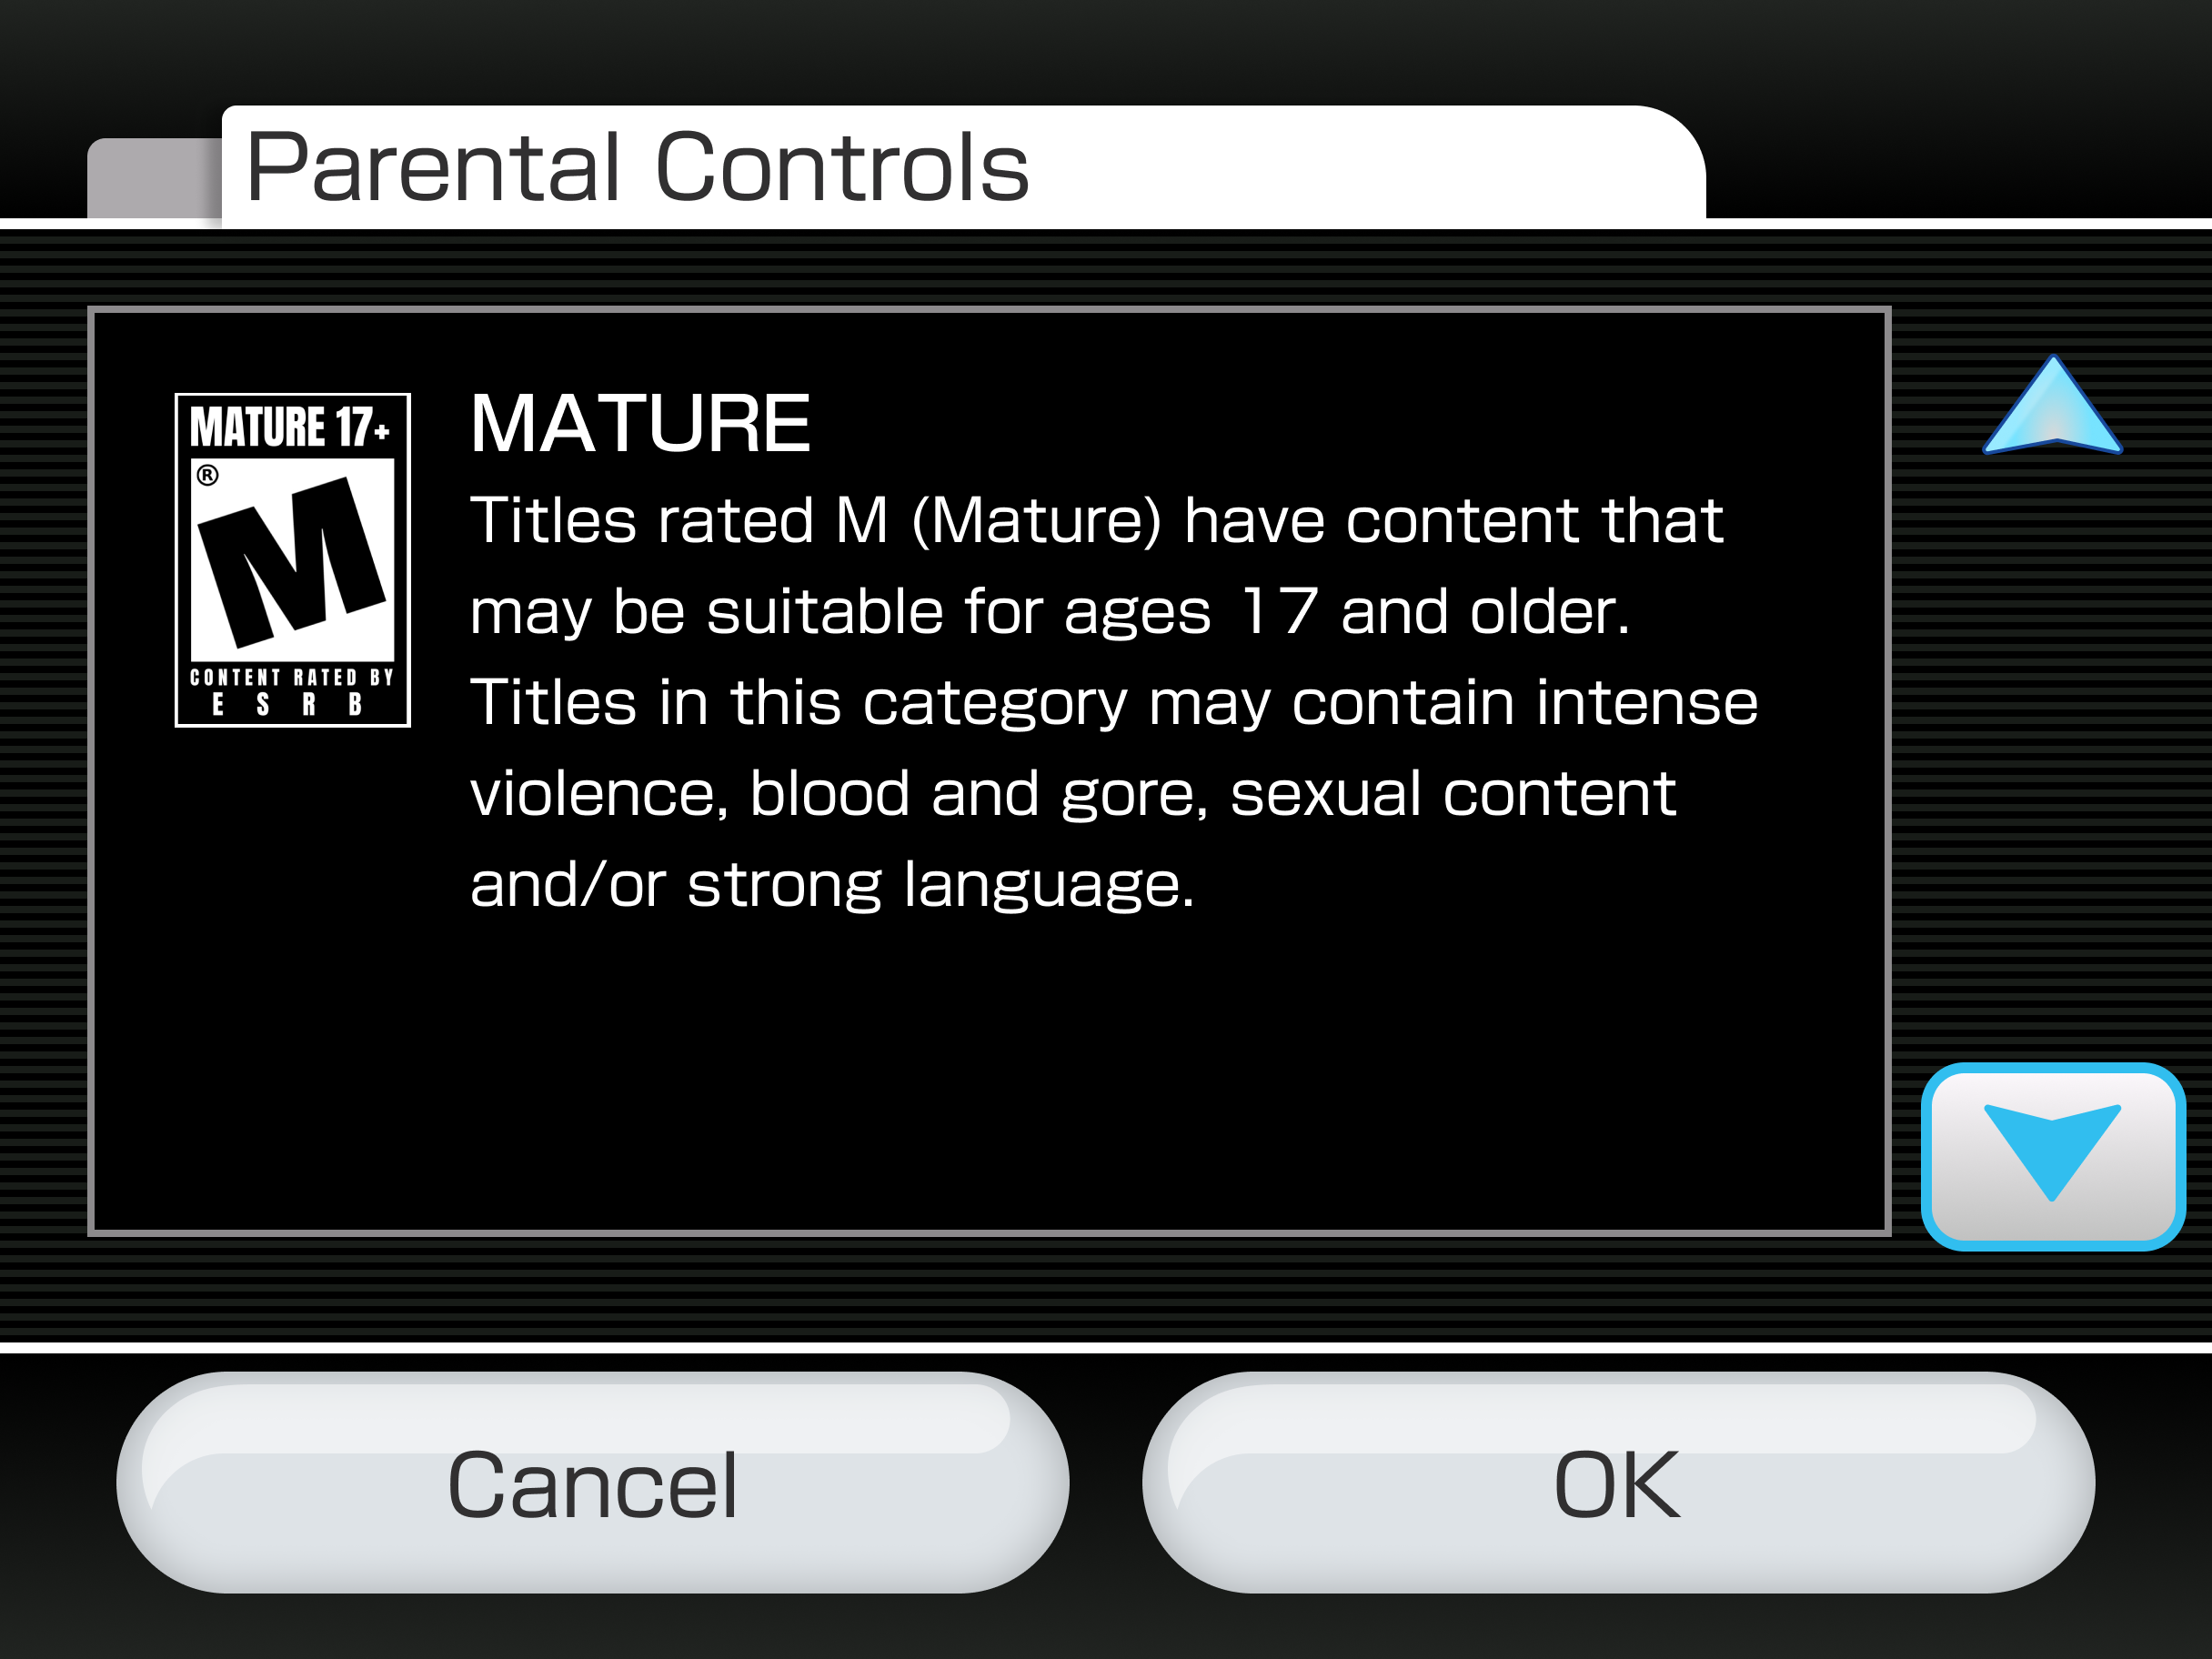 Parental Controls
MATURE 17+
®
M
CONTENT RATED BY
ESRB
MATURE
Titles rated M (Mature) have content that
may be suitable for ages 17 and older.
Titles in this category may contain intense
violence, blood and gore, sexual content
and/or strong language.
Cancel
OK